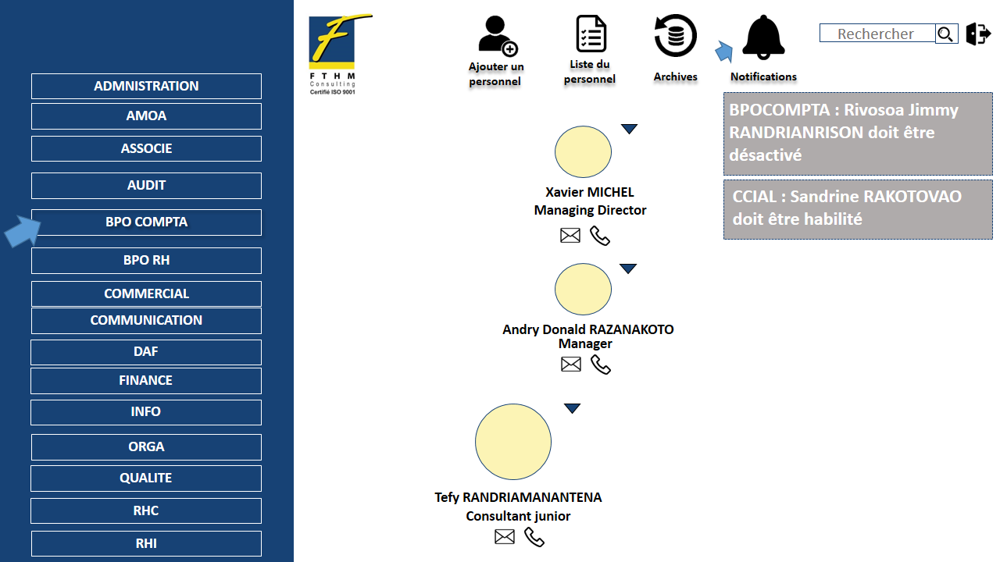 ADMNISTRATION
AMOA
ASSOCIE
AUDIT
BPO COMPTA
BPO RH
COMMERCIAL
COMMUNICATION
DAF
FINANCE
INFO
ORGA
QUALITE
RHC
RHI
F
FTHM
Consulting
Certifié ISO 9001
Ajouter un
personnel
Liste du
personnel
Archives
Notifications
Rechercher
BPOCOMPTA : Rivosoa Jimmy
RANDRIANRISON doit être
désactivé
CCIAL : Sandrine RAKOTOVAO
doit être habilité
Xavier MICHEL
Managing Director
Andry Donald RAZANAKOTO
Manager
Tefy RANDRIAMANANTENA
Consultant junior